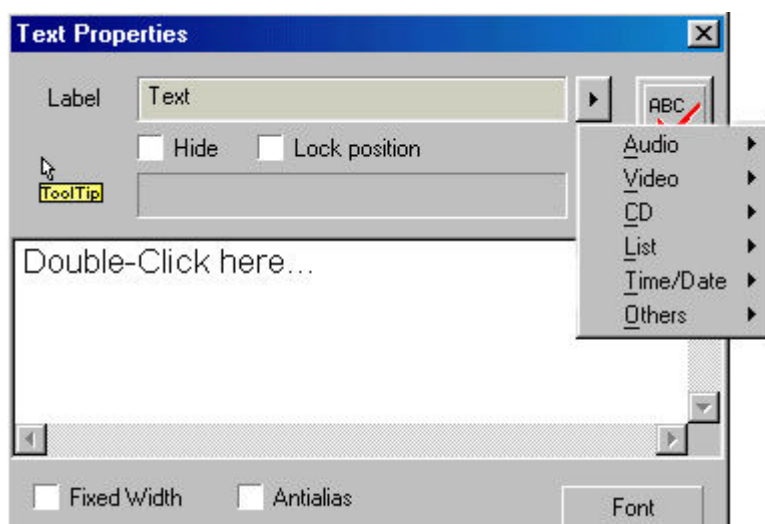 Text Properties
Label
Text
ABC
Hide
Lock position
ToolTip
Audio
Video
CD
List
Time/Date
Others
Double-Click here...
Fixed Width
Antialias
Font